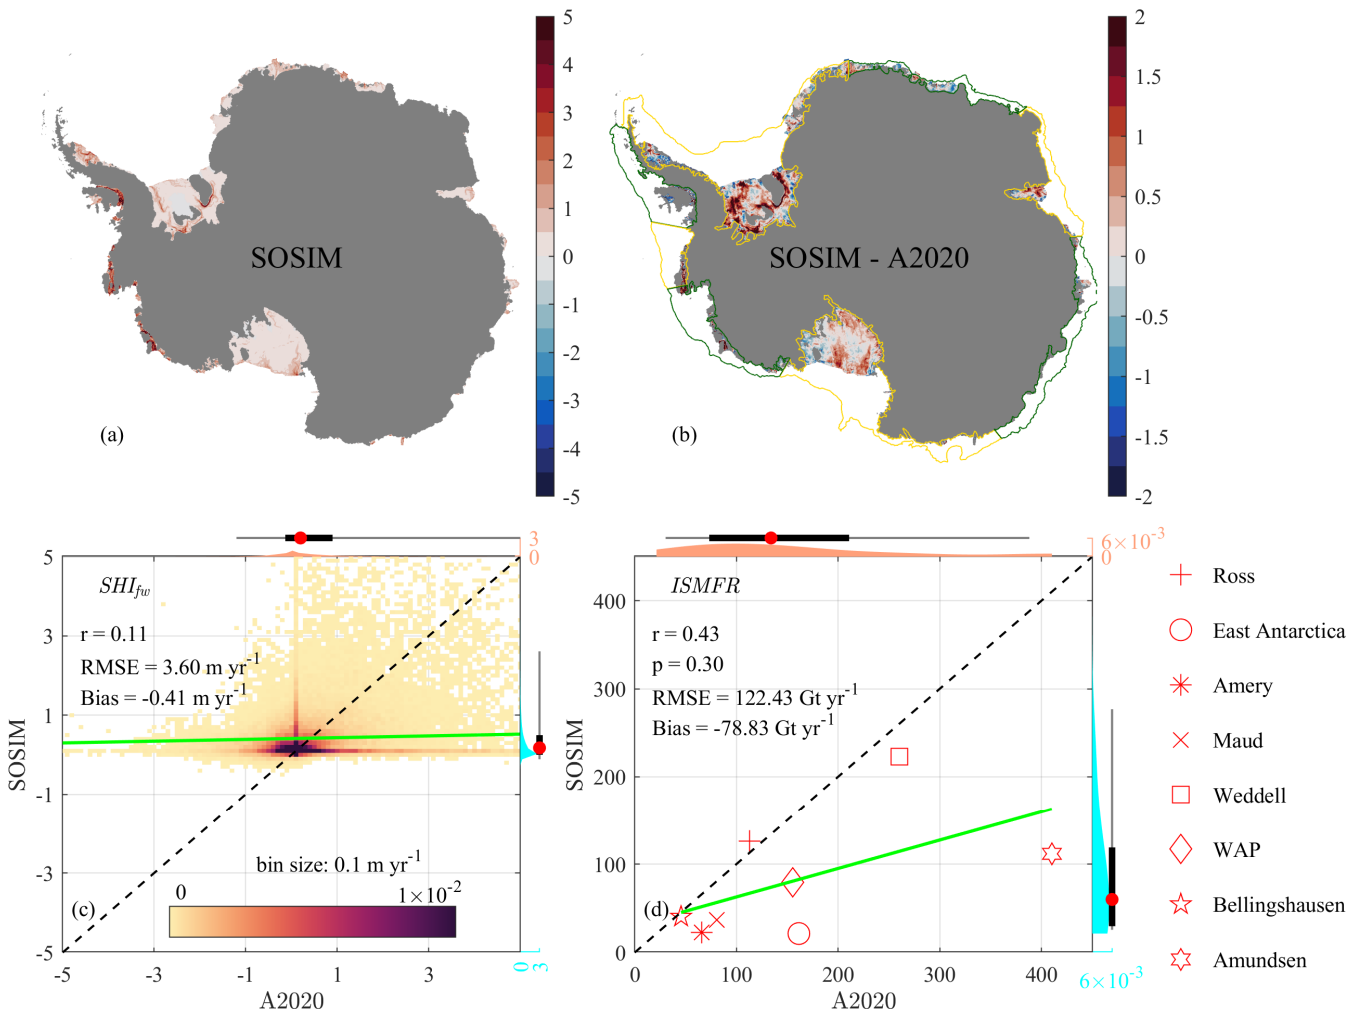 SOSIM
(a)
5
4
3
2
1
0
-1
-2
-3
-4
-5
SOSIM - A2020
(b)
2
1.5
1
0.5
0
-0.5
-1
-1.5
-2
SHI_fw
r = 0.11
RMSE = 3.60 m yr⁻¹
Bias = -0.41 m yr⁻¹
bin size: 0.1 m yr⁻¹
0 1×10⁻²
(c)
5
3
1
-1
-3
-5
SOSIM
-5 -3 -1 1 3
A2020
3
0
0
3
ISMFR
r = 0.43
p = 0.30
RMSE = 122.43 Gt yr⁻¹
Bias = -78.83 Gt yr⁻¹
(d)
400
300
200
100
0
SOSIM
0 100 200 300 400
A2020
6×10⁻³
0
6×10⁻³
Ross
East Antarctica
Amery
Maud
Weddell
WAP
Bellingshausen
Amundsen